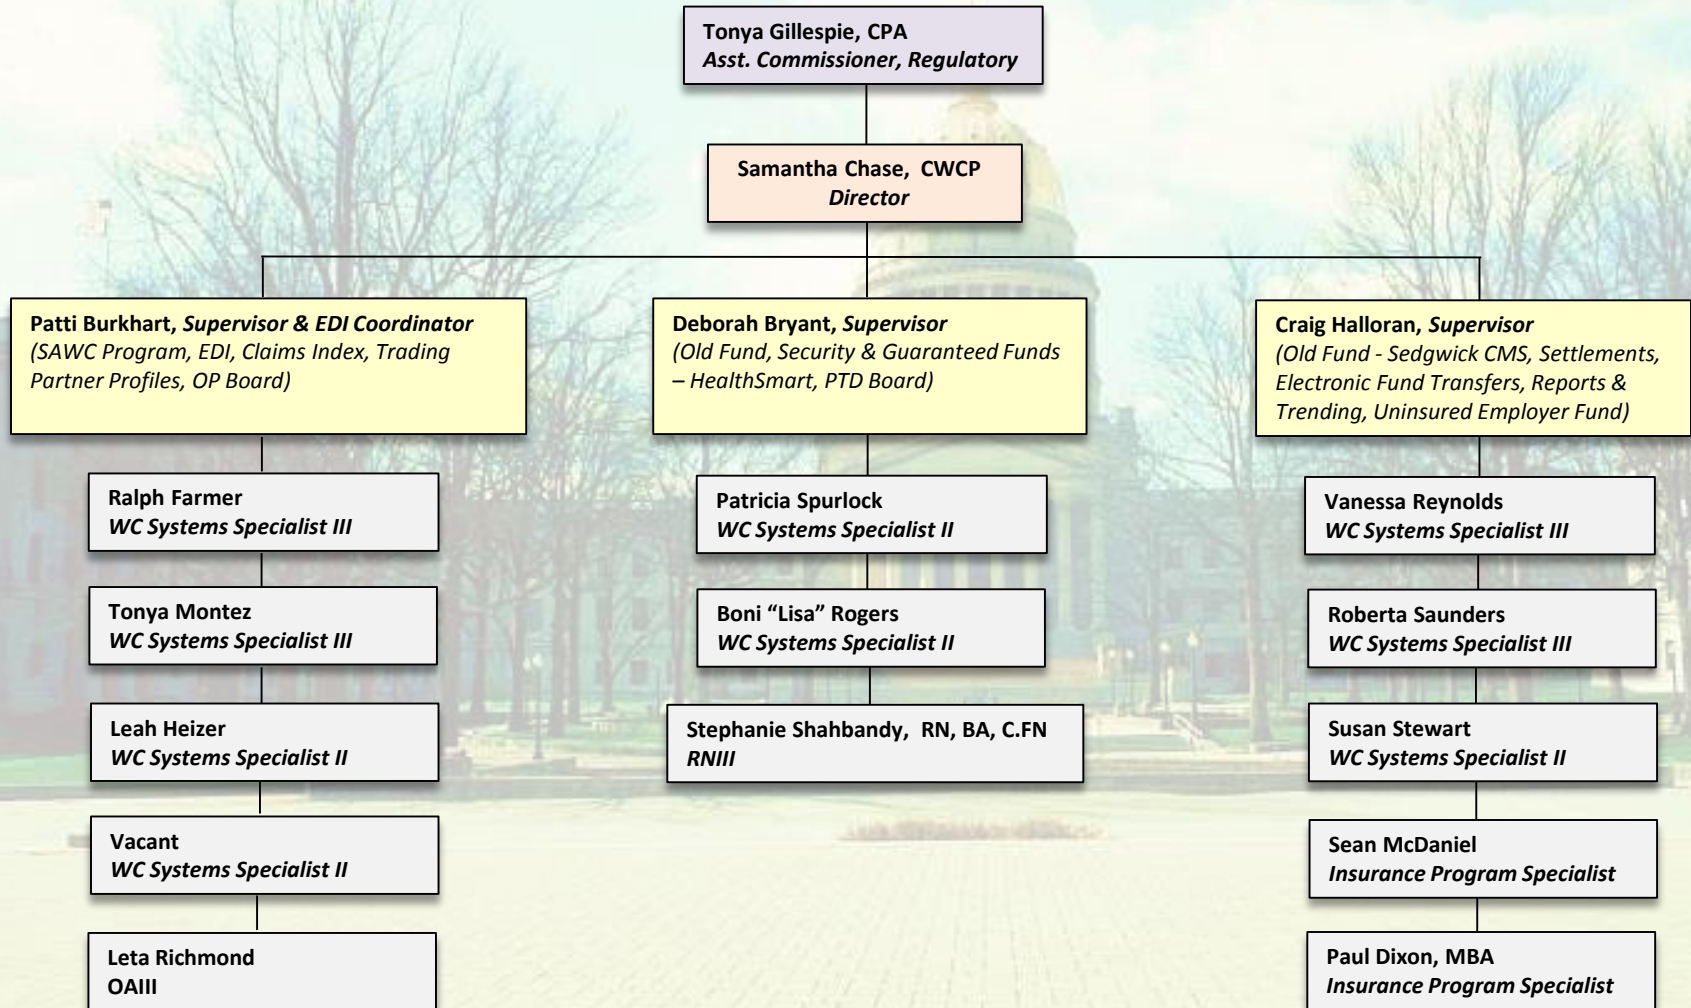 Tonya Gillespie, CPA
Asst. Commissioner, Regulatory
Samantha Chase, CWCP
Director
Patti Burkhart, Supervisor & EDI Coordinator
(SAWC Program, EDI, Claims Index, Trading
Partner Profiles, OP Board)
Ralph Farmer
WC Systems Specialist III
Tonya Montez
WC Systems Specialist III
Leah Heizer
WC Systems Specialist II
Vacant
WC Systems Specialist II
Leta Richmond
OAIII
Deborah Bryant, Supervisor
(Old Fund, Security & Guaranteed Funds
– HealthSmart, PTD Board)
Patricia Spurlock
WC Systems Specialist II
Boni “Lisa” Rogers
WC Systems Specialist II
Stephanie Shahbandy, RN, BA, C.FN
RNIII
Craig Halloran, Supervisor
(Old Fund - Sedgwick CMS, Settlements,
Electronic Fund Transfers, Reports &
Trending, Uninsured Employer Fund)
Vanessa Reynolds
WC Systems Specialist III
Roberta Saunders
WC Systems Specialist III
Susan Stewart
WC Systems Specialist II
Sean McDaniel
Insurance Program Specialist
Paul Dixon, MBA
Insurance Program Specialist